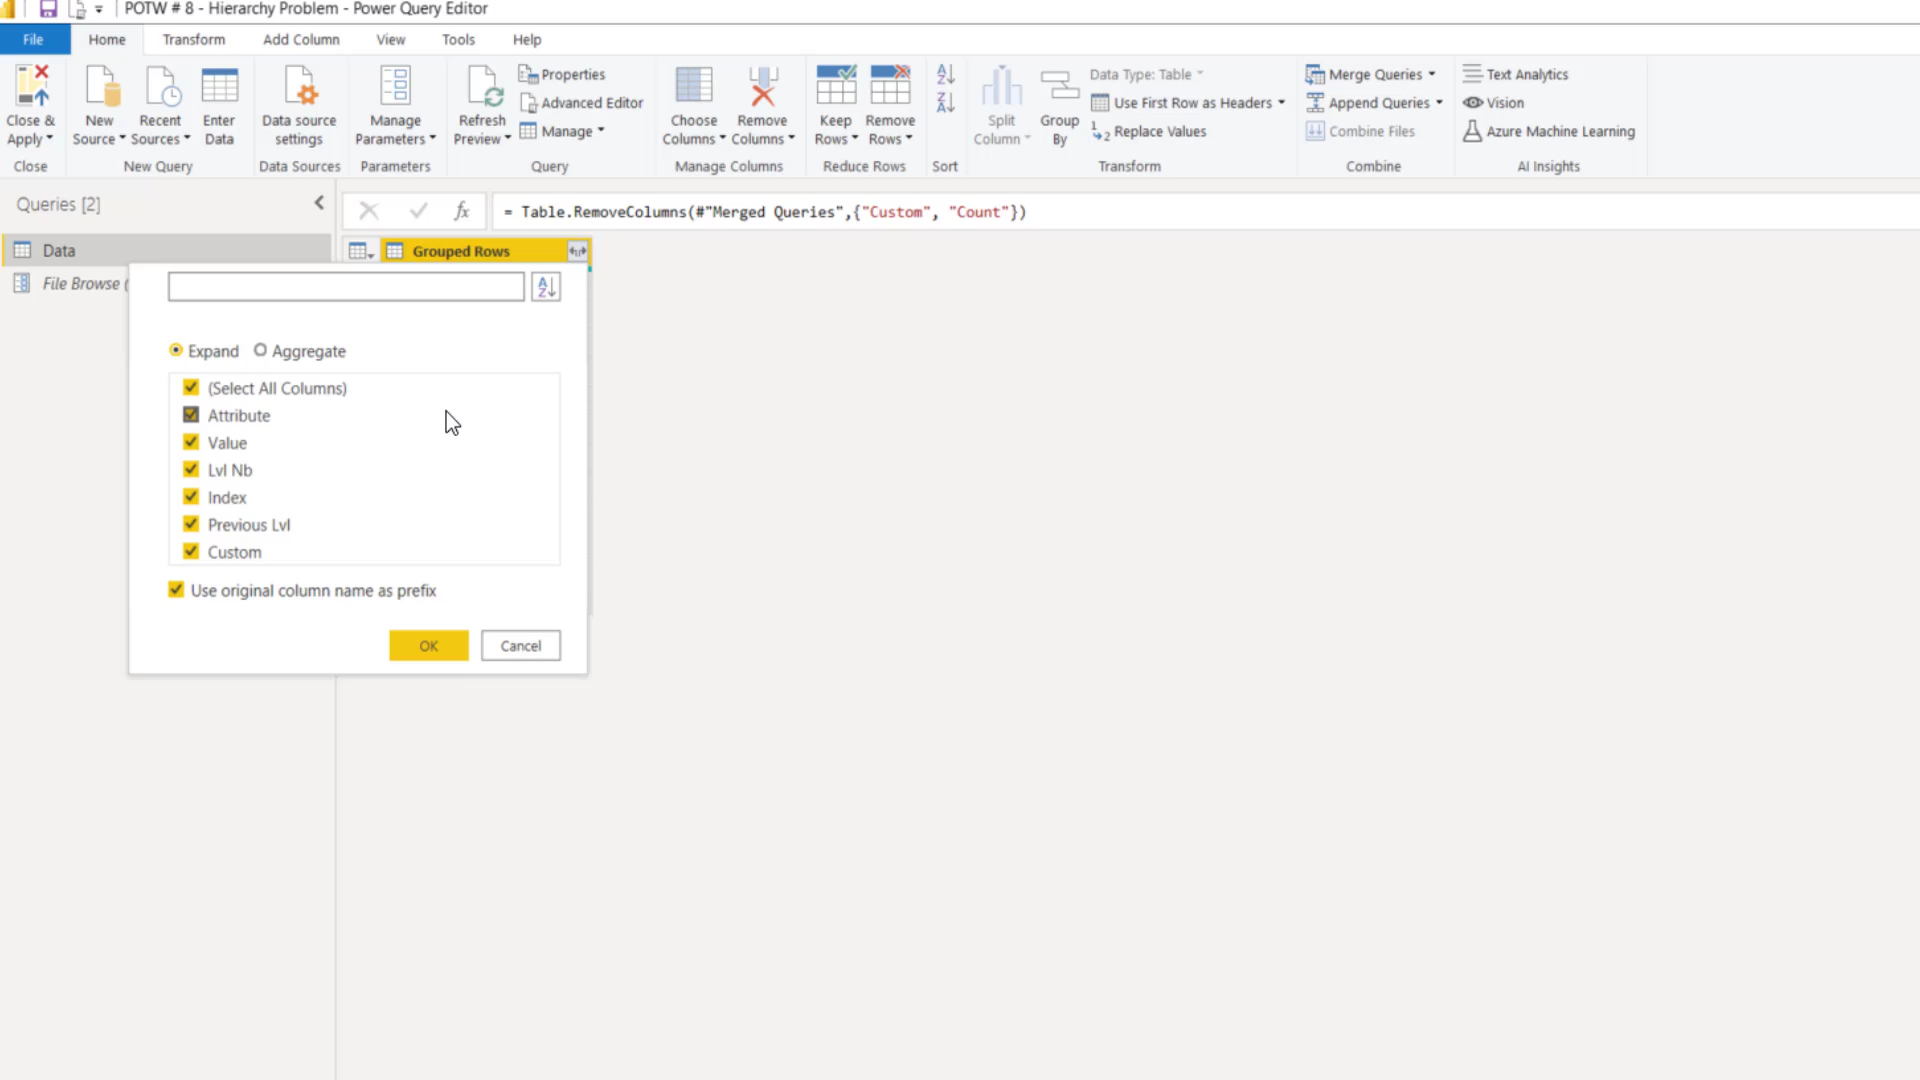 POTW # 8 - Hierarchy Problem - Power Query Editor
File Home Transform Add Column View Tools Help
Close & Apply
New Source
Recent Sources
Enter Data
Data source settings
Manage Parameters
Refresh Preview
Properties
Advanced Editor
Manage
Choose Columns
Remove Columns
Keep Rows
Remove Rows
Split Column
Group By
Data Type: Table
Use First Row as Headers
Replace Values
Merge Queries
Append Queries
Combine Files
Text Analytics
Vision
Azure Machine Learning
Close New Query Data Sources Parameters Query Manage Columns Reduce Rows Sort Transform Combine AI Insights
Queries [2]
fx
= Table.RemoveColumns(#"Merged Queries",{"Custom", "Count"})
Data
File Browse (
Grouped Rows
Expand Aggregate
(Select All Columns)
Attribute
Value
Lvl Nb
Index
Previous Lvl
Custom
Use original column name as prefix
OK Cancel